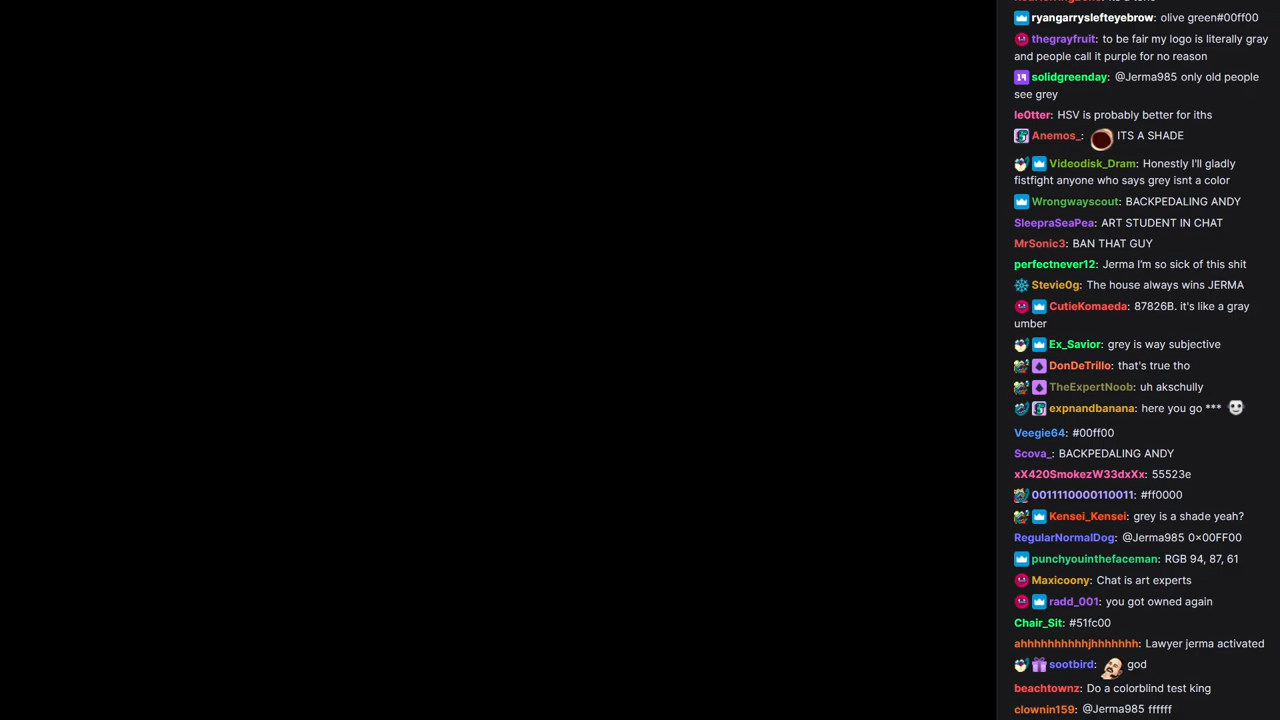 ryangarryslefteyebrow: olive green#00ff00
thegrayfruit: to be fair my logo is literally gray
and people call it purple for no reason
solidgreenday: @Jerma985 only old people
see grey
le0tter: HSV is probably better for iths
Anemos_: ITS A SHADE
Videodisk_Dram: Honestly I'll gladly
fistfight anyone who says grey isnt a color
Wrongwayscout: BACKPEDALING ANDY
SleepraSeaPea: ART STUDENT IN CHAT
MrSonic3: BAN THAT GUY
perfectnever12: Jerma I'm so sick of this shit
Stevie0g: The house always wins JERMA
CutieKomaeda: 87826B. it's like a gray
umber
Ex_Savior: grey is way subjective
DonDeTrillo: that's true tho
TheExpertNoob: uh akschully
expnandbanana: here you go ***
Veegie64: #00ff00
Scova_: BACKPEDALING ANDY
xX420SmokezW33dxXx: 55523e
0011110000110011: #ff0000
Kensei_Kensei: grey is a shade yeah?
RegularNormalDog: @Jerma985 0x00FF00
punchyouinthefaceman: RGB 94, 87, 61
Maxicoony: Chat is art experts
radd_001: you got owned again
Chair_Sit: #51fc00
ahhhhhhhhhjhhhhhhh: Lawyer jerma activated
sootbird: god
beachtownz: Do a colorblind test king
clownin159: @Jerma985 ffffff